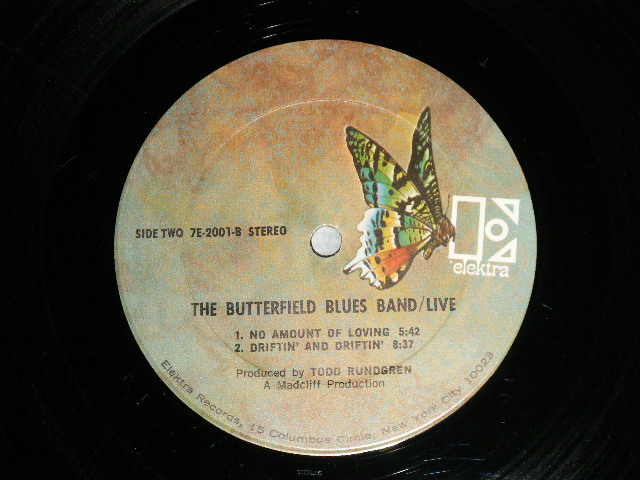 SIDE TWO 7E-2001-B STEREO
elektra
THE BUTTERFIELD BLUES BAND/LIVE
1. NO AMOUNT OF LOVING 5:42
2. DRIFTIN' AND DRIFTIN' 8:37
Produced by TODD RUNDGREN
A Madcliff Production
Elektra Records, 15 Columbus Circle, New York City 10023